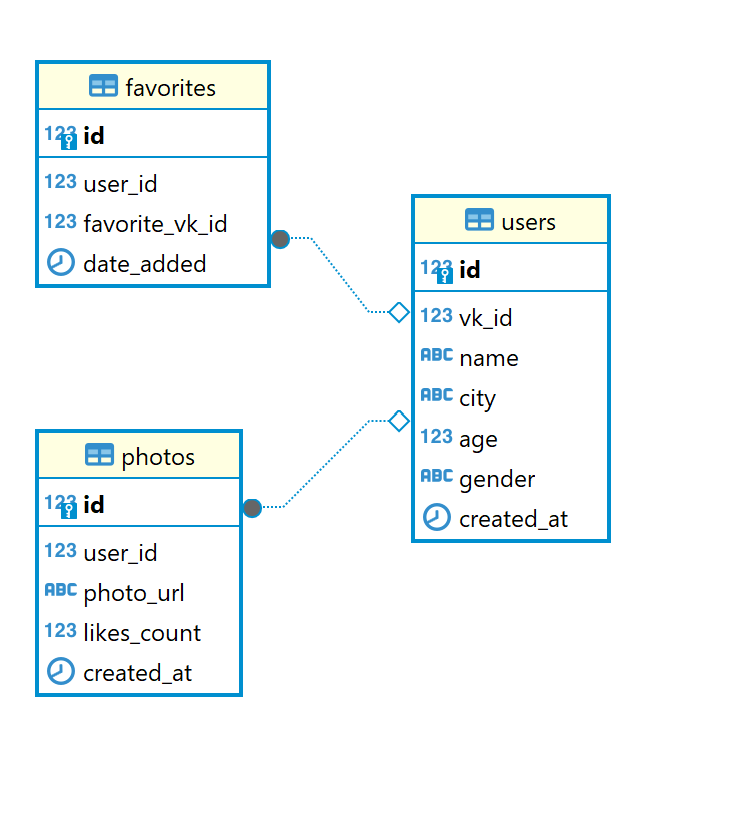 favorites
123 id
123 user_id
123 favorite_vk_id
date_added
users
123 id
123 vk_id
ABC name
ABC city
123 age
ABC gender
created_at
photos
123 id
123 user_id
ABC photo_url
123 likes_count
created_at